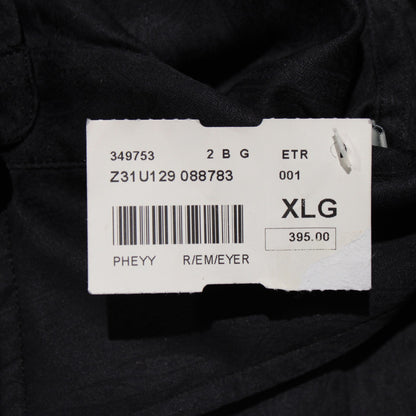 349753 2 B G ETR
Z31U129 088783 001
XLG
395.00
PHEYY R/EM/EYER